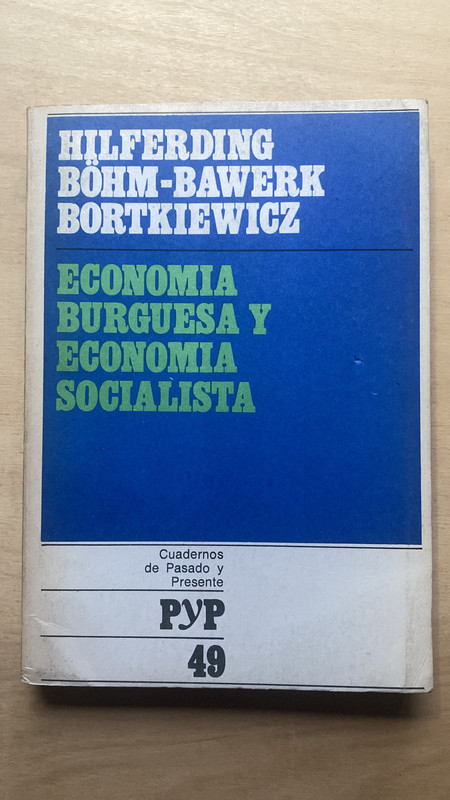 HILFERDING
BÖHM-BAWERK
BORTKIEWICZ
ECONOMIA
BURGUESA Y
ECONOMIA
SOCIALISTA
Cuadernos
de Pasado y
Presente
PYP
49